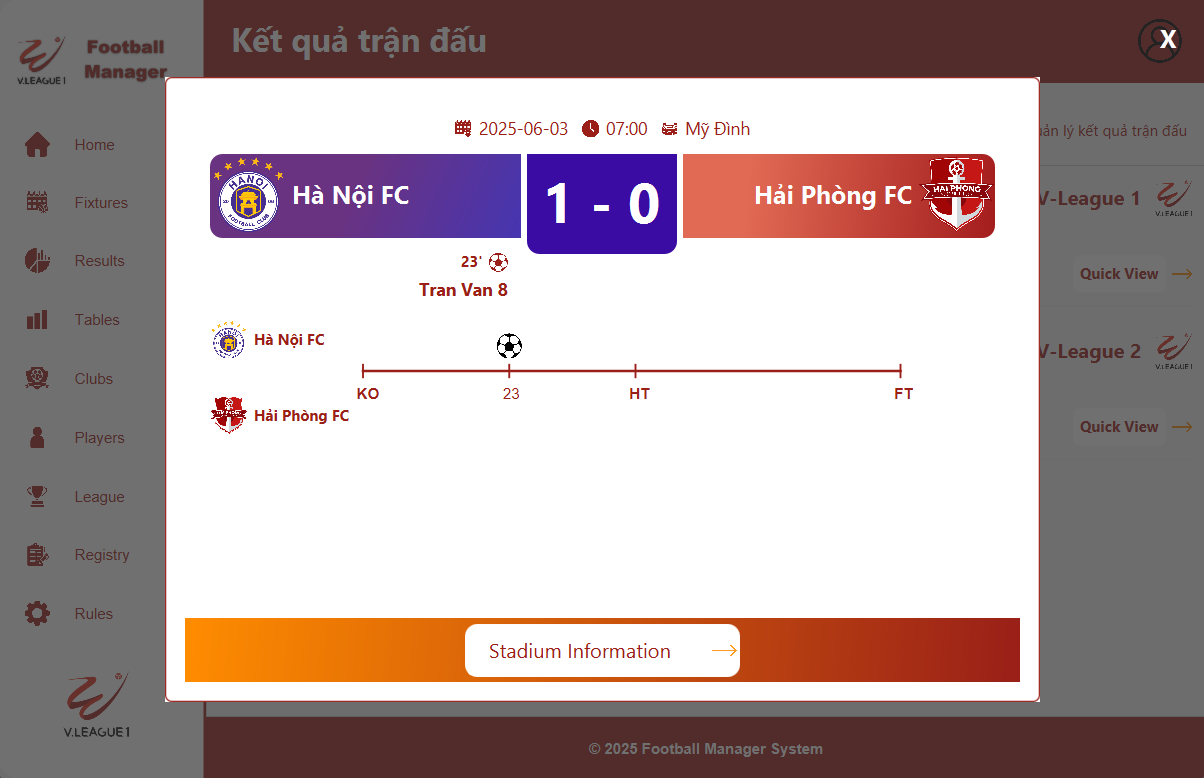 V.LEAGUE 1
Football
Manager
Kết quả trận đấu
X
Home
Fixtures
Results
Tables
Clubs
Players
League
Registry
Rules
V.LEAGUE 1
quản lý kết quả trận đấu
V-League 1
V.LEAGUE 1
Quick View
V-League 2
V.LEAGUE 1
Quick View
2025-06-03 07:00 Mỹ Đình
HANOI
FOOTBALL CLUB
Hà Nội FC
1 - 0
Hải Phòng FC
HAI PHONG
23'
Tran Van 8
Hà Nội FC
KO 23 HT FT
Hải Phòng FC
Stadium Information
© 2025 Football Manager System